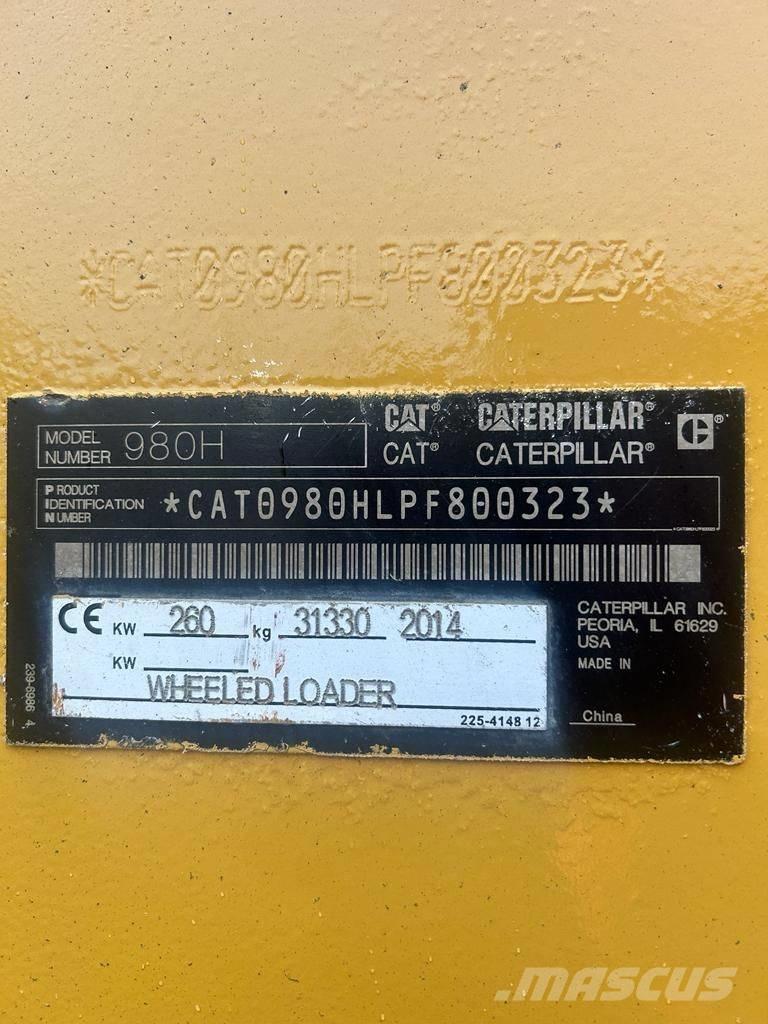 *CAT0980HLPF800323*
CAT® CATERPILLAR®
MODEL NUMBER 980H
CAT® CATERPILLAR®
PRODUCT IDENTIFICATION NUMBER *CAT0980HLPF800323*
*CAT0980HLPF800323*
CE KW 260 kg 31330 2014
KW
WHEELED LOADER
225-4148 12
239-6986 4
CATERPILLAR INC.
PEORIA, IL 61629
USA
MADE IN
China
MASCUS